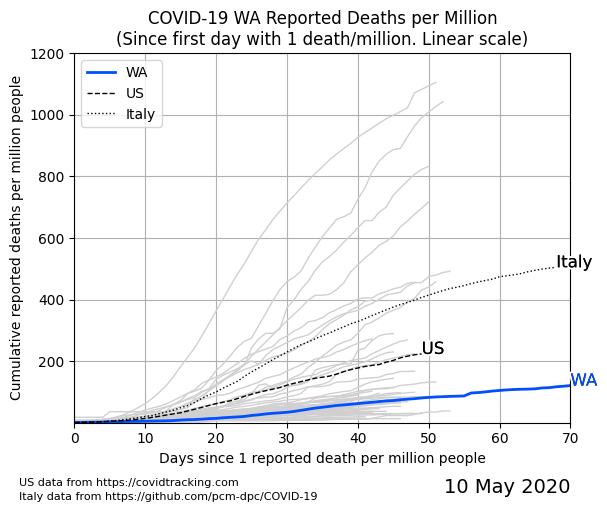 COVID-19 WA Reported Deaths per Million
(Since first day with 1 death/million. Linear scale)
1200
1000
800
600
400
200
Cumulative reported deaths per million people
WA
US
Italy
Italy
US
WA
0
10
20
30
40
50
60
70
Days since 1 reported death per million people
US data from https://covidtracking.com
Italy data from https://github.com/pcm-dpc/COVID-19
10 May 2020